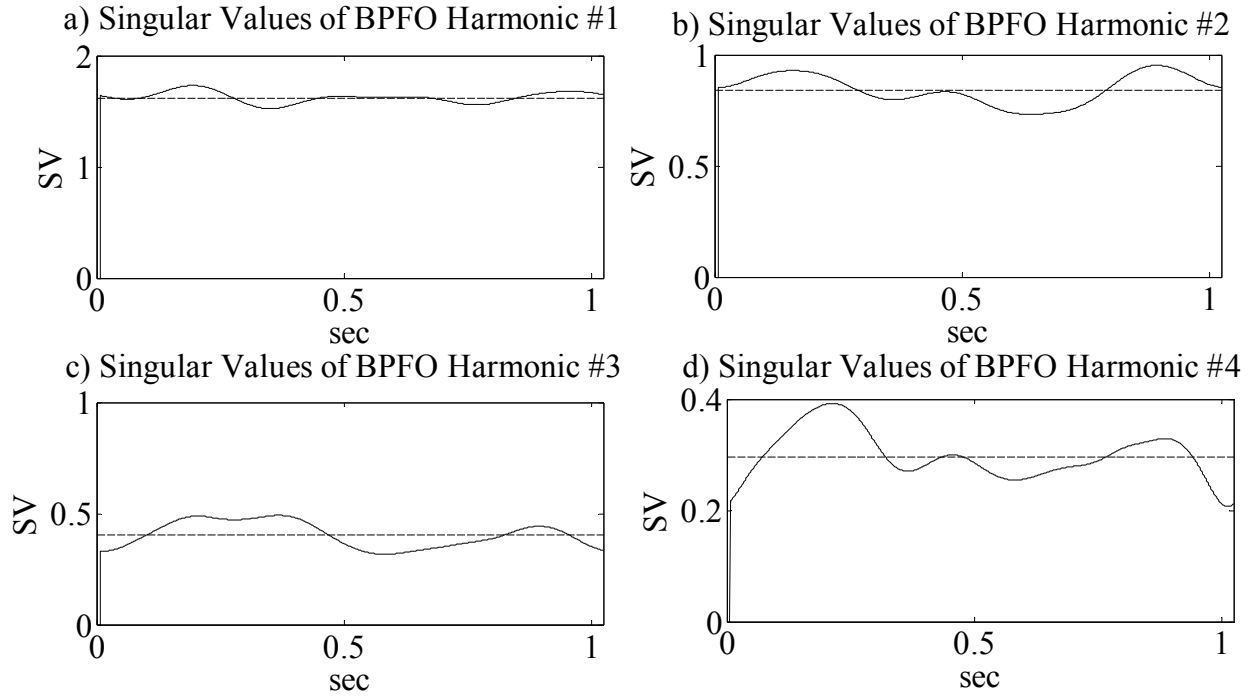 a) Singular Values of BPFO Harmonic #1
2
1
0
SV
0
0.5
1
sec
b) Singular Values of BPFO Harmonic #2
1
0.5
0
SV
0
0.5
1
sec
c) Singular Values of BPFO Harmonic #3
1
0.5
0
SV
0
0.5
1
sec
d) Singular Values of BPFO Harmonic #4
0.4
0.2
0
SV
0
0.5
1
sec